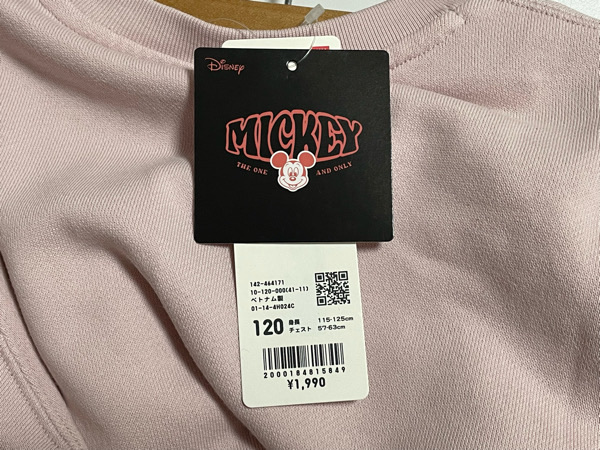 Disney
MICKEY
THE ONE AND ONLY
142-464171
10-120-000(41-11)
ベトナム製
01-14-4H024C
120 身長 115-125cm
チェスト 57-63cm
2000184815849
¥1,990